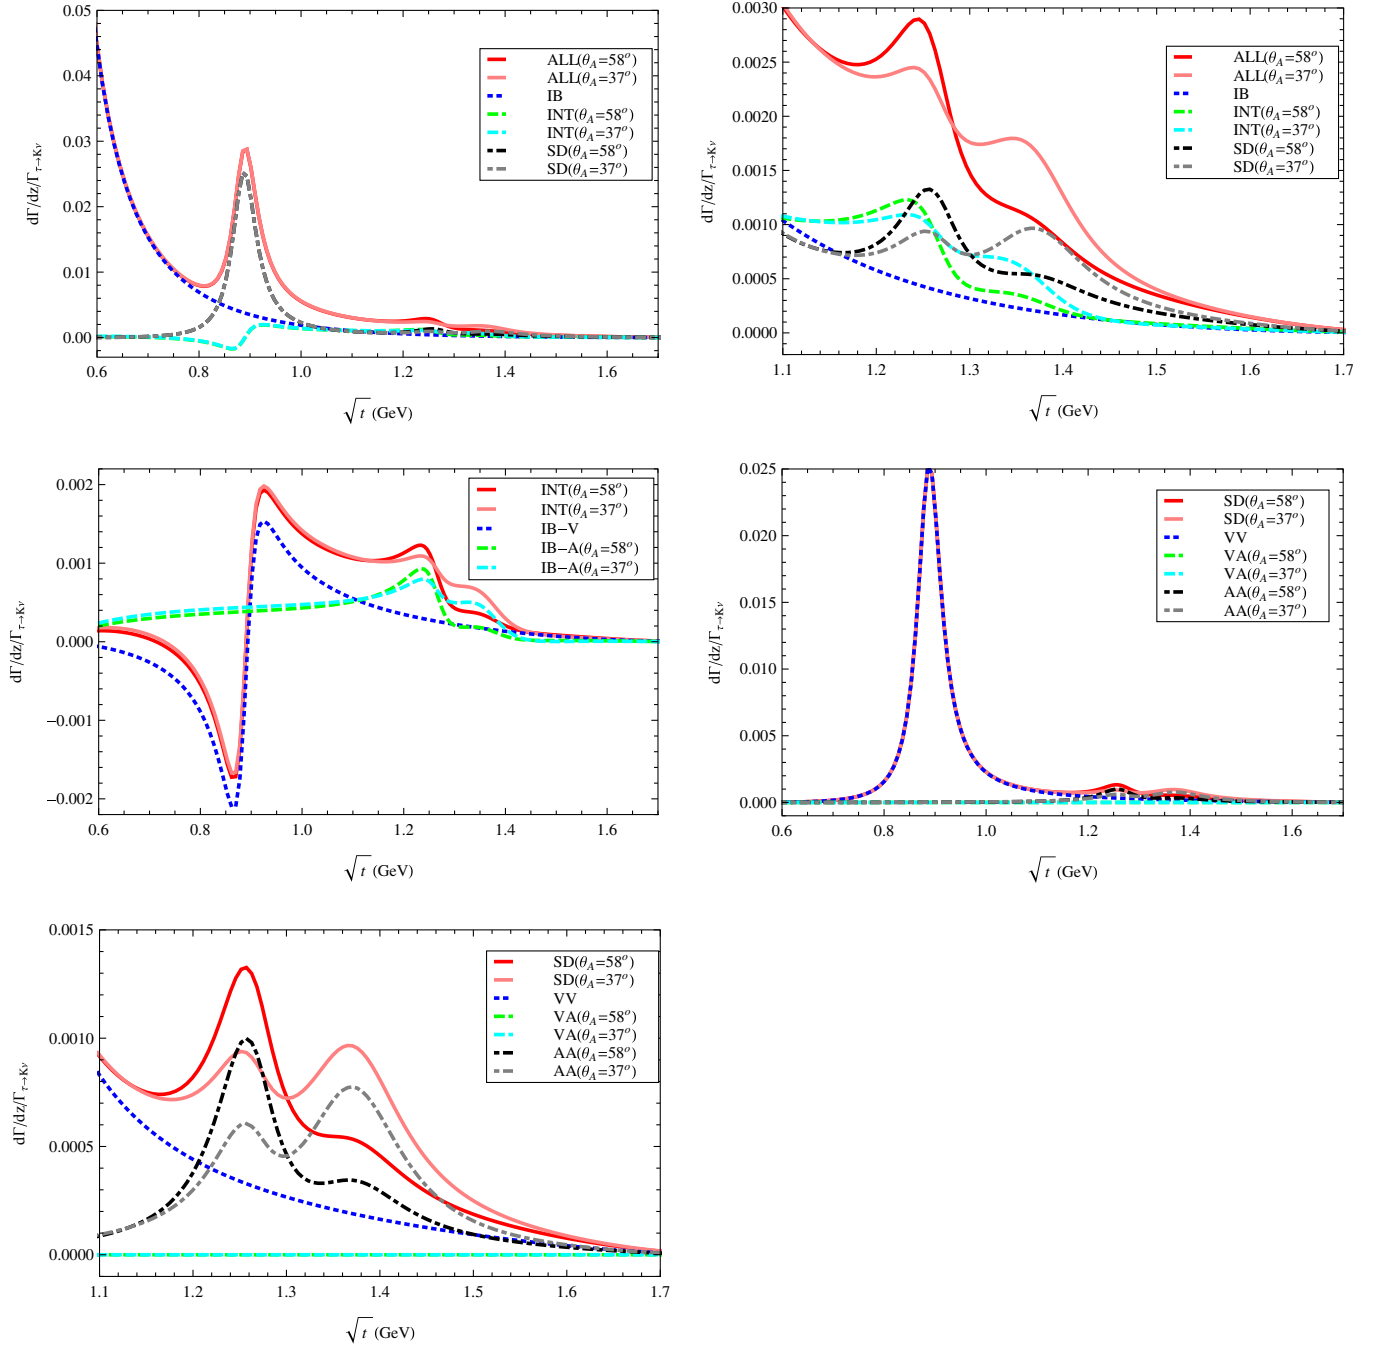 0.05
0.04
0.03
0.02
0.01
0.00
0.6 0.8 1.0 1.2 1.4 1.6
dΓ/dz/Γτ→Kν
√t (GeV)
ALL(θA=58°)
ALL(θA=37°)
IB
INT(θA=58°)
INT(θA=37°)
SD(θA=58°)
SD(θA=37°)
0.0030
0.0025
0.0020
0.0015
0.0010
0.0005
0.0000
1.1 1.2 1.3 1.4 1.5 1.6 1.7
dΓ/dz/Γτ→Kν
√t (GeV)
ALL(θA=58°)
ALL(θA=37°)
IB
INT(θA=58°)
INT(θA=37°)
SD(θA=58°)
SD(θA=37°)
0.002
0.001
0.000
−0.001
−0.002
0.6 0.8 1.0 1.2 1.4 1.6
dΓ/dz/Γτ→Kν
√t (GeV)
INT(θA=58°)
INT(θA=37°)
IB−V
IB−A(θA=58°)
IB−A(θA=37°)
0.025
0.020
0.015
0.010
0.005
0.000
0.6 0.8 1.0 1.2 1.4 1.6
dΓ/dz/Γτ→Kν
√t (GeV)
SD(θA=58°)
SD(θA=37°)
VV
VA(θA=58°)
VA(θA=37°)
AA(θA=58°)
AA(θA=37°)
0.0015
0.0010
0.0005
0.0000
1.1 1.2 1.3 1.4 1.5 1.6 1.7
dΓ/dz/Γτ→Kν
√t (GeV)
SD(θA=58°)
SD(θA=37°)
VV
VA(θA=58°)
VA(θA=37°)
AA(θA=58°)
AA(θA=37°)